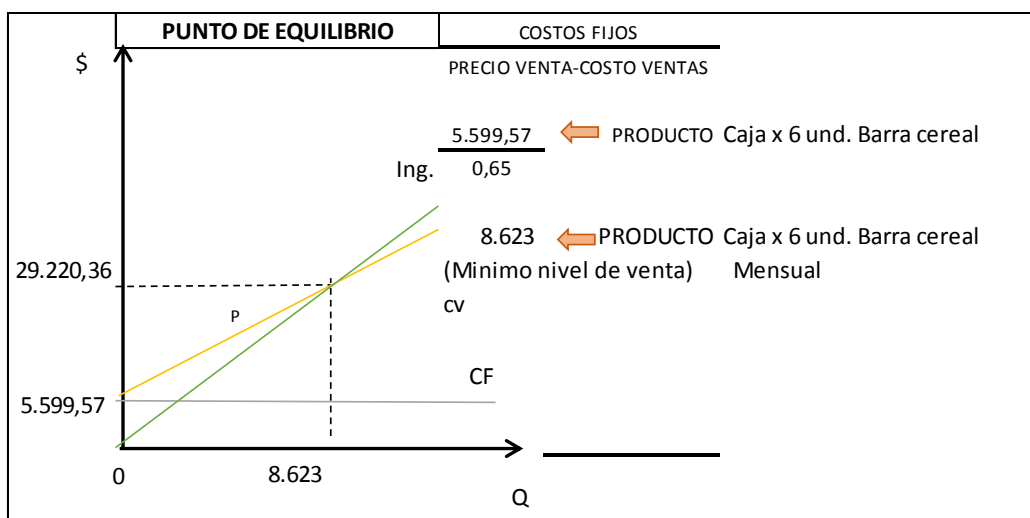 PUNTO DE EQUILIBRIO
COSTOS FIJOS
$
PRECIO VENTA-COSTO VENTAS
5.599,57
PRODUCTO Caja x 6 und. Barra cereal
Ing.
0,65
8.623
PRODUCTO Caja x 6 und. Barra cereal
29.220,36
(Minimo nivel de venta)
Mensual
P
cv
CF
5.599,57
0
8.623
Q